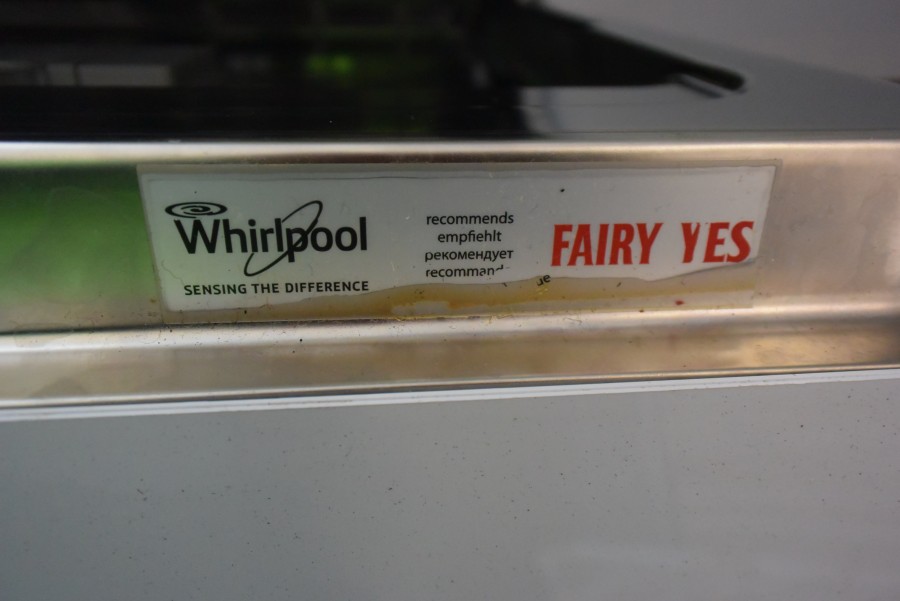 Whirlpool
SENSING THE DIFFERENCE
recommends
empfiehlt
рекомендует
FAIRY YES